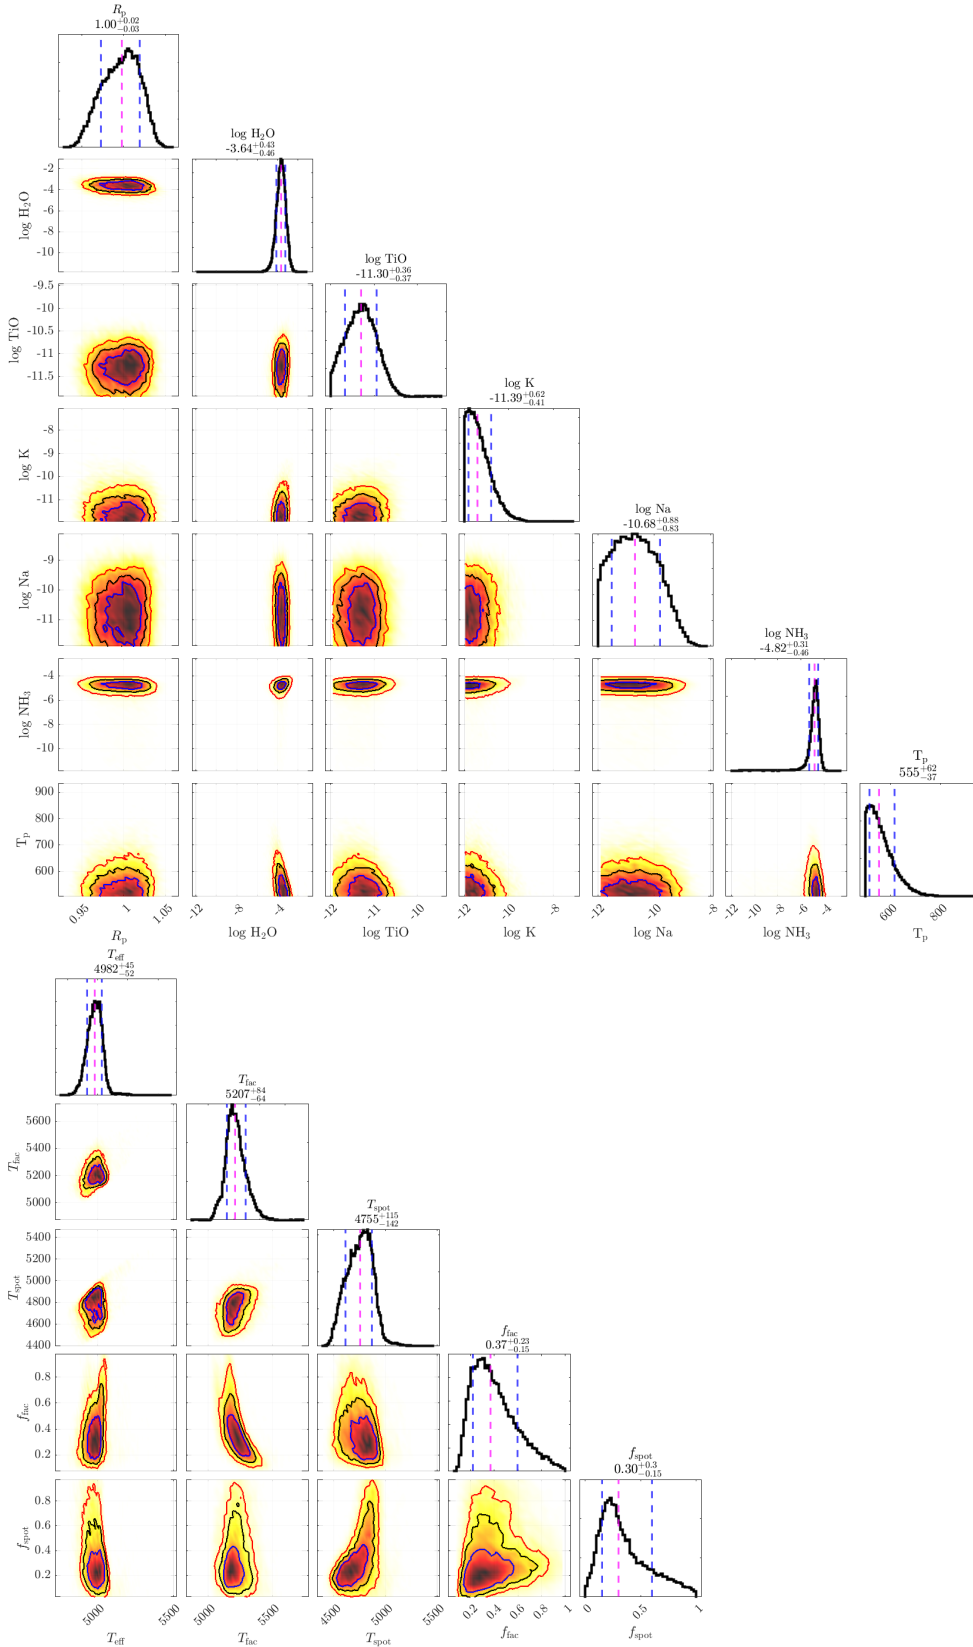 R_p
1.00^{+0.02}_{-0.03}
log H₂O
-3.64^{+0.43}_{-0.46}
-2
-4
-6
-8
-10
log H₂O
log TiO
-11.30^{+0.36}_{-0.37}
-9.5
-10
-10.5
-11
-11.5
log TiO
log K
-11.39^{+0.62}_{-0.41}
-8
-9
-10
-11
log K
log Na
-10.68^{+0.88}_{-0.83}
-9
-10
-11
log Na
log NH₃
-4.82^{+0.31}_{-0.46}
-4
-6
-8
-10
log NH₃
T_p
555^{+62}_{-37}
900
800
700
600
T_p
0.95 1 1.05 -12 -8 -4 -12 -11 -10 -12 -10 -8 -12 -10 -8 -12 -10 -8 -6 -4 600 800
R_p log H₂O log TiO log K log Na log NH₃ T_p
T_eff
4982^{+45}_{-52}
T_fac
5207^{+84}_{-64}
5600
5400
5200
5000
T_fac
T_spot
4755^{+115}_{-142}
5400
5200
5000
4800
4600
4400
T_spot
f_fac
0.37^{+0.23}_{-0.15}
0.8
0.6
0.4
0.2
f_fac
f_spot
0.30^{+0.3}_{-0.15}
0.8
0.6
0.4
0.2
f_spot
5000 5500 5000 5500 4500 5000 5500 0.2 0.4 0.6 0.8 1 0 0.5 1
T_eff T_fac T_spot f_fac f_spot